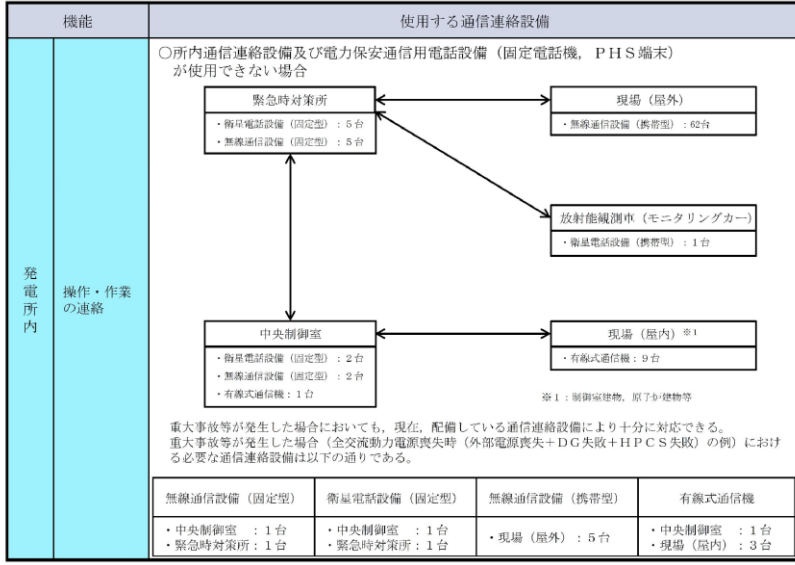 機能
使用する通信連絡設備
発電所内
操作・作業
の連絡
○所内通信連絡設備及び電力保安通信用電話設備（固定電話機，ＰＨＳ端末）
が使用できない場合
緊急時対策所
・衛星電話設備（固定型）：５台
・無線通信設備（固定型）：５台
現場（屋外）
・無線通信設備（携帯型）：62台
放射能観測車（モニタリングカー）
・衛星電話設備（携帯型）：１台
中央制御室
・衛星電話設備（固定型）：２台
・無線通信設備（固定型）：２台
・有線式通信機：１台
現場（屋内）※１
・有線式通信機：９台
※１：制御室建物，原子炉建物等
重大事故等が発生した場合においても，現在，配備している通信連絡設備により十分に対応できる。
重大事故等が発生した場合（全交流動力電源喪失時（外部電源喪失＋ＤＧ失敗＋ＨＰＣＳ失敗）の例）におけ
る必要な通信連絡設備は以下の通りである。
無線通信設備（固定型）
衛星電話設備（固定型）
無線通信設備（携帯型）
有線式通信機
・中央制御室　：１台
・緊急時対策所：１台
・中央制御室　：１台
・緊急時対策所：１台
・現場（屋外）：５台
・中央制御室　：１台
・現場（屋内）：３台